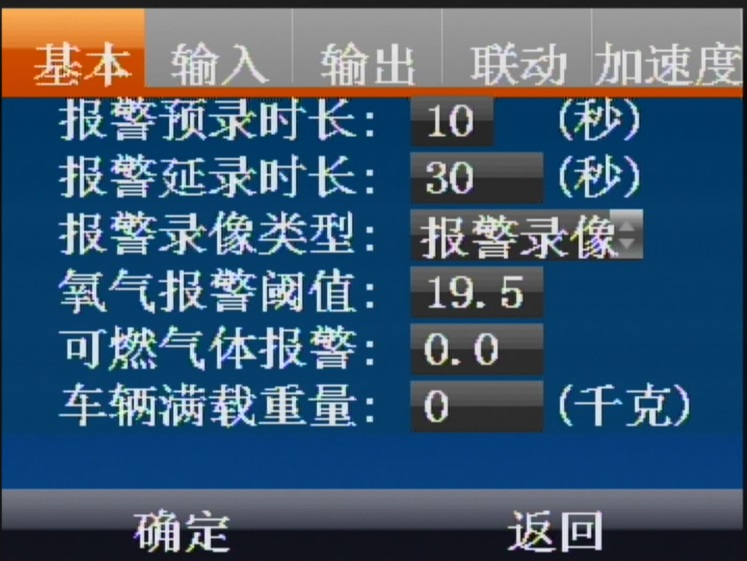 基本 输入 输出 联动 加速度
报警预录时长: 10 (秒)
报警延录时长: 30 (秒)
报警录像类型: 报警录像
氧气报警阈值: 19.5
可燃气体报警: 0.0
车辆满载重量: 0 (千克)
确定 返回